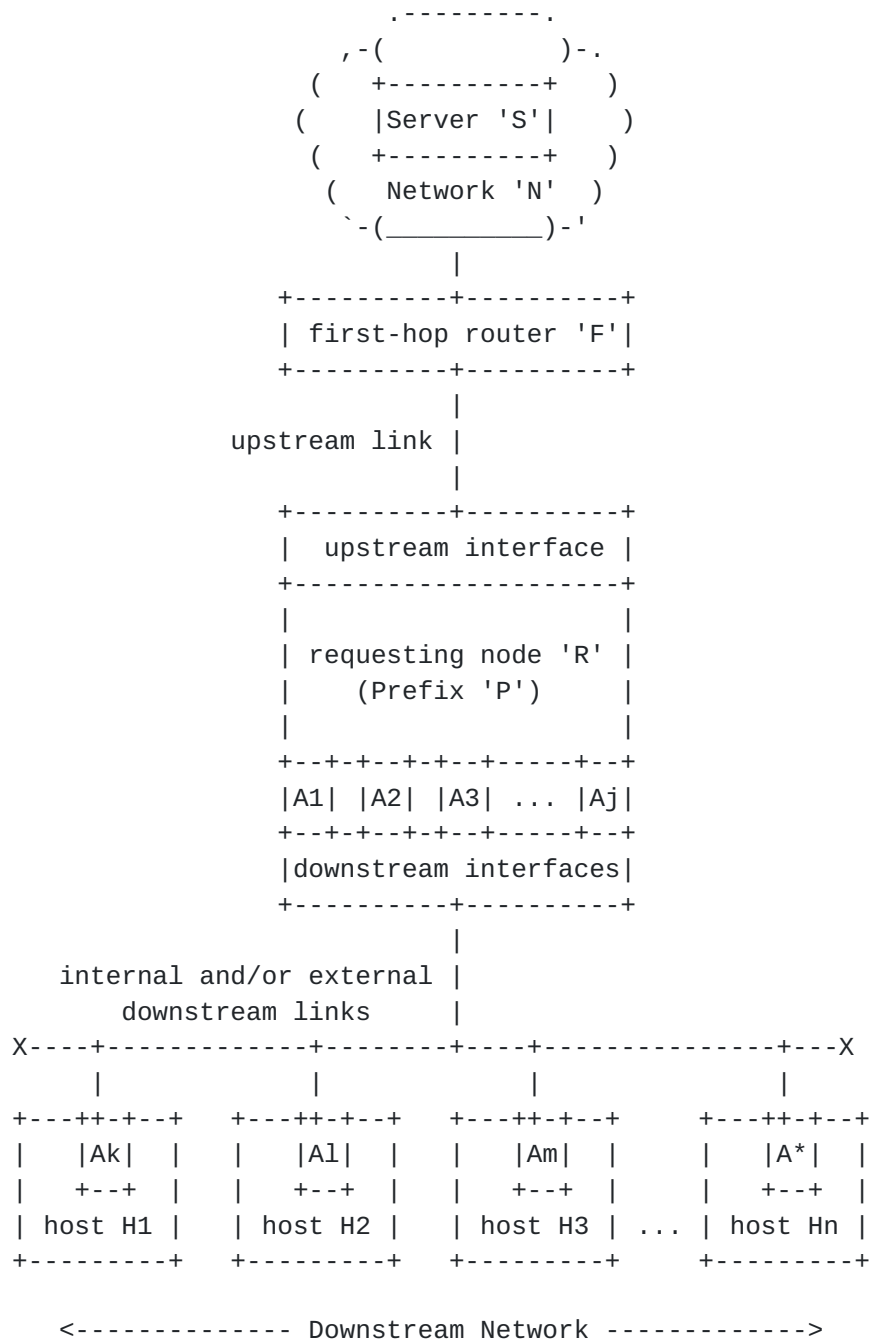 Server 'S'
Network 'N'
first-hop router 'F'
upstream link
upstream interface
requesting node 'R'
(Prefix 'P')
A1 A2 A3 ... Aj
downstream interfaces
internal and/or external
downstream links
X X
Ak Al Am A*
host H1 host H2 host H3 ... host Hn
<-------------- Downstream Network ------------->